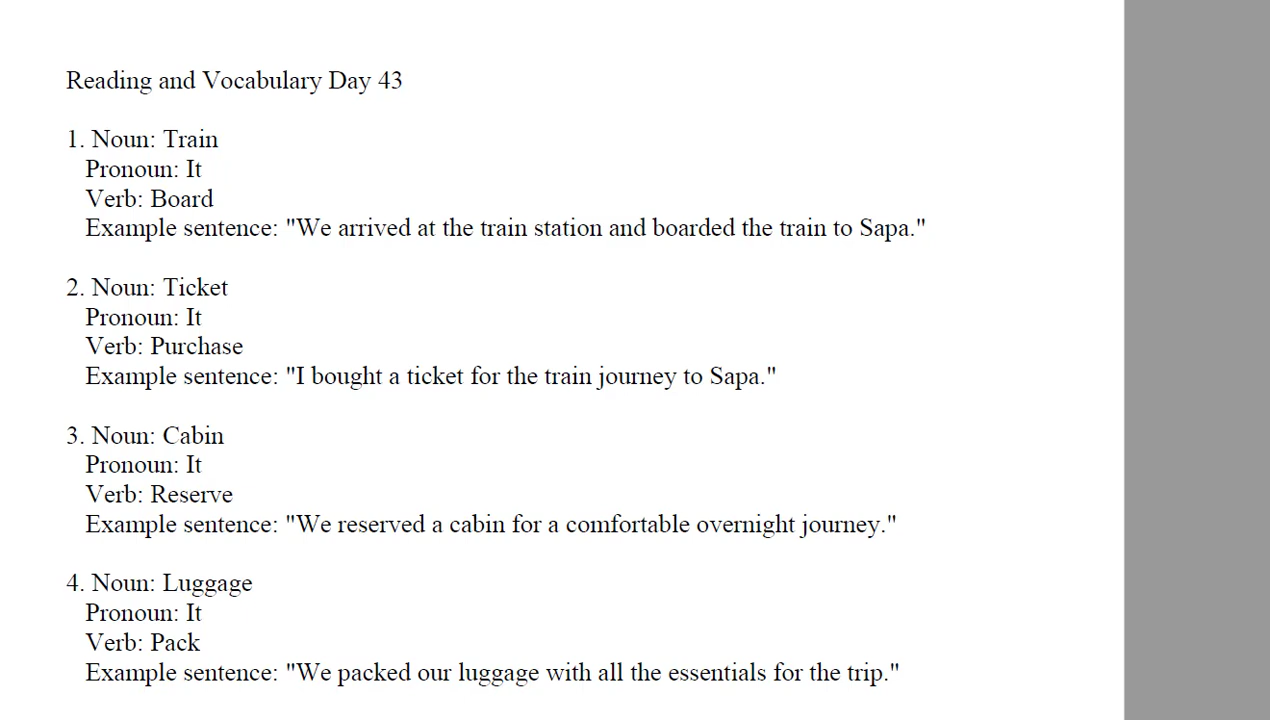 Reading and Vocabulary Day 43
1. Noun: Train
Pronoun: It
Verb: Board
Example sentence: "We arrived at the train station and boarded the train to Sapa."
2. Noun: Ticket
Pronoun: It
Verb: Purchase
Example sentence: "I bought a ticket for the train journey to Sapa."
3. Noun: Cabin
Pronoun: It
Verb: Reserve
Example sentence: "We reserved a cabin for a comfortable overnight journey."
4. Noun: Luggage
Pronoun: It
Verb: Pack
Example sentence: "We packed our luggage with all the essentials for the trip."